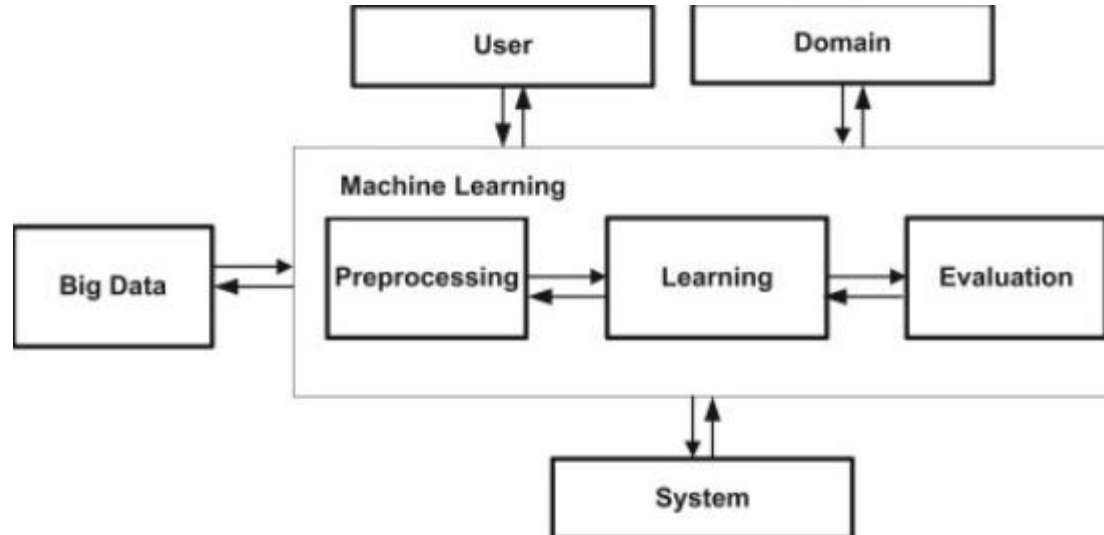 User
Domain
Machine Learning
Big Data
Preprocessing
Learning
Evaluation
System